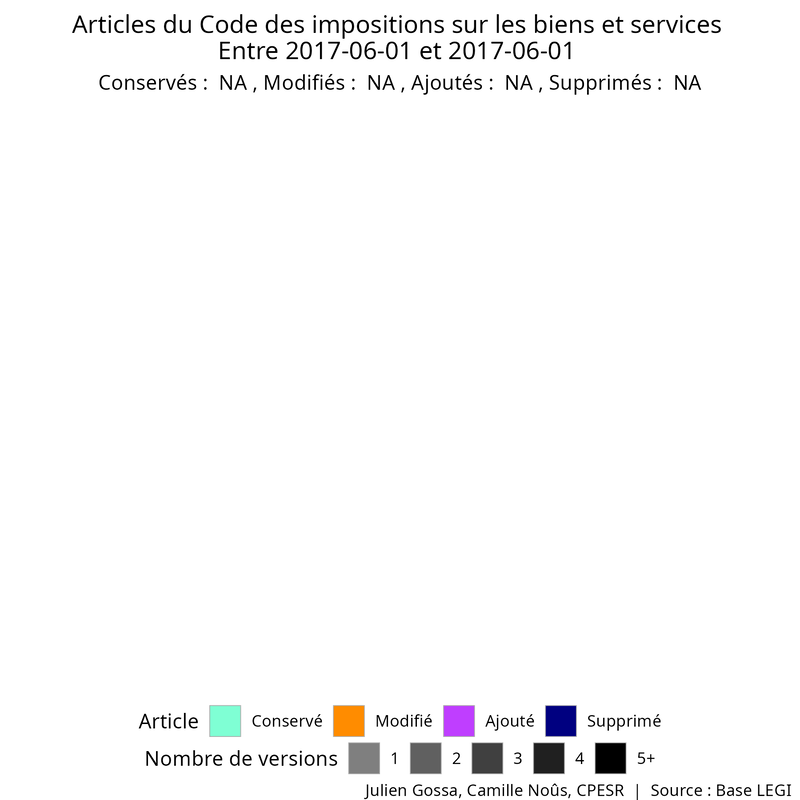 Articles du Code des impositions sur les biens et services
Entre 2017-06-01 et 2017-06-01
Conservés :  NA , Modifiés :  NA , Ajoutés :  NA , Supprimés :  NA
Article Conservé Modifié Ajouté Supprimé
Nombre de versions 1 2 3 4 5+
Julien Gossa, Camille Noûs, CPESR  |  Source : Base LEGI